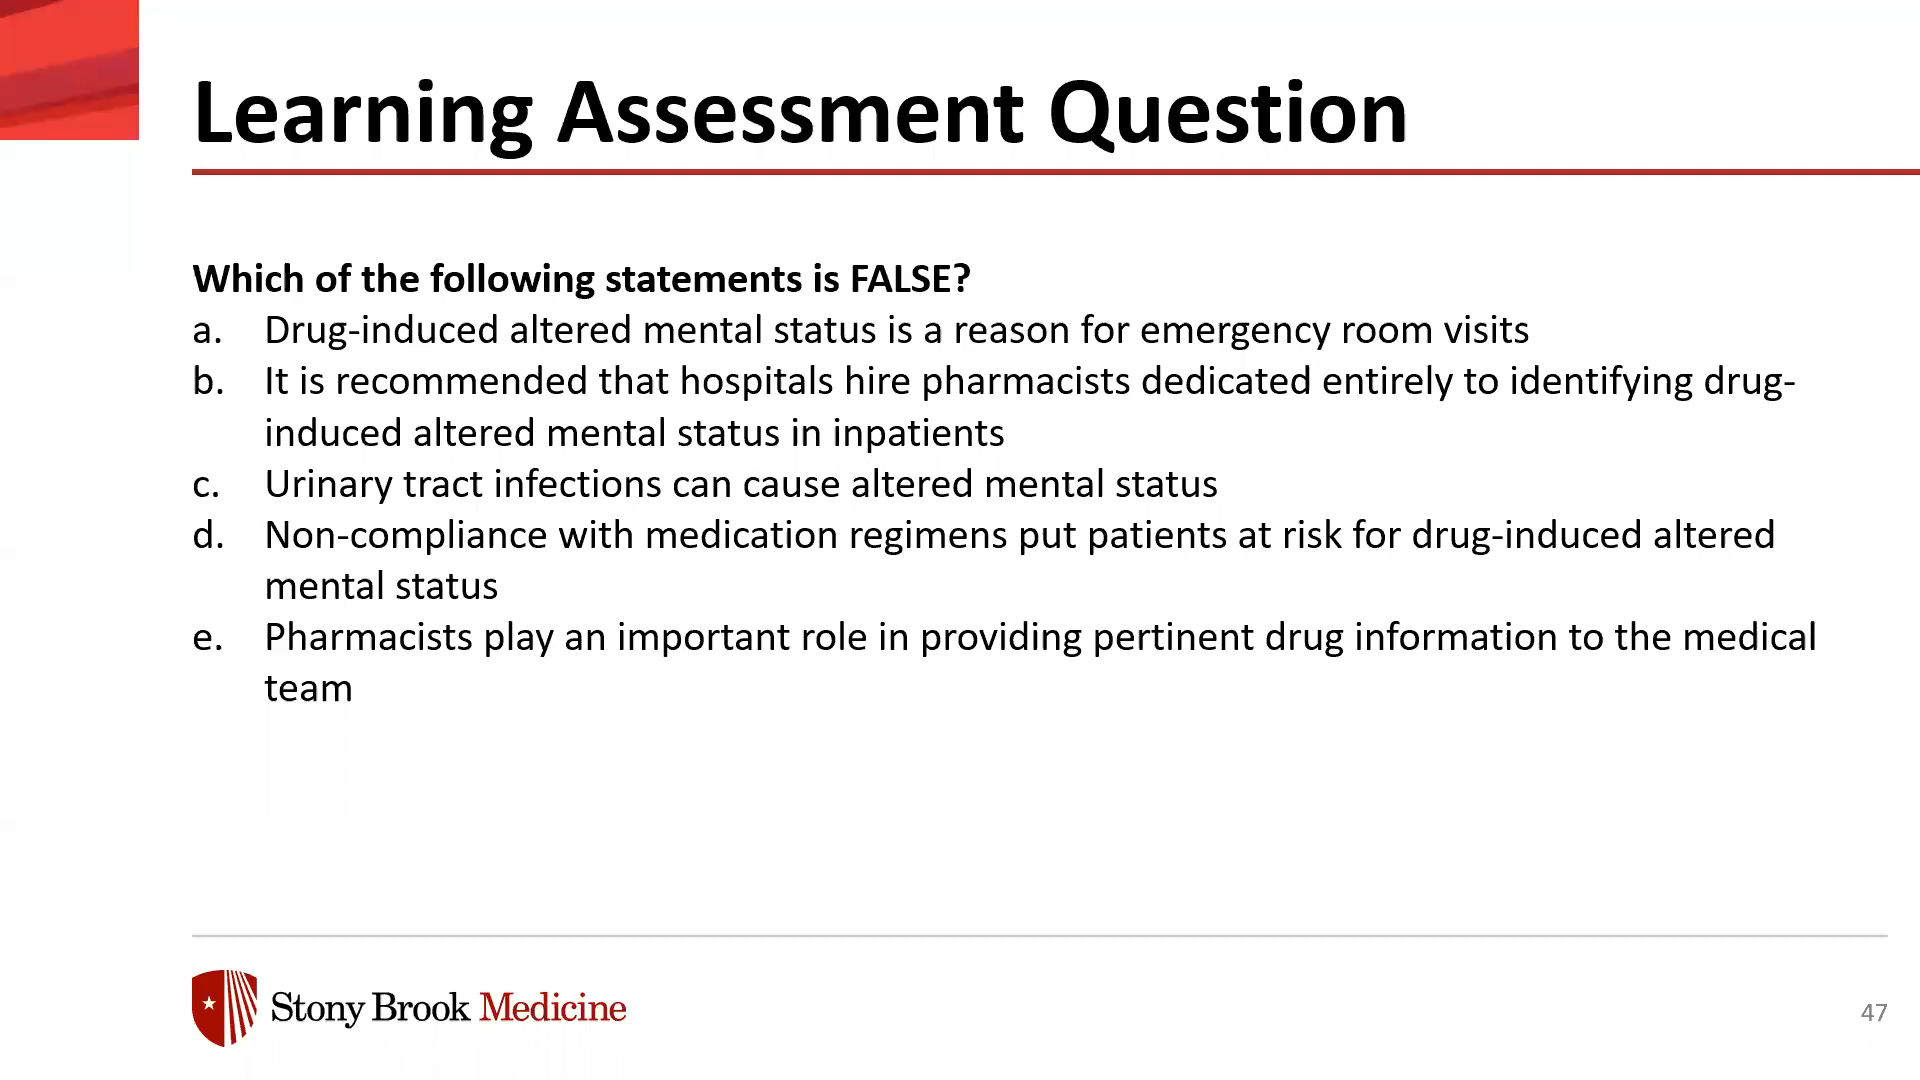 Learning Assessment Question
Which of the following statements is FALSE?
a. Drug-induced altered mental status is a reason for emergency room visits
b. It is recommended that hospitals hire pharmacists dedicated entirely to identifying drug-
induced altered mental status in inpatients
c. Urinary tract infections can cause altered mental status
d. Non-compliance with medication regimens put patients at risk for drug-induced altered
mental status
e. Pharmacists play an important role in providing pertinent drug information to the medical
team
Stony Brook Medicine
47